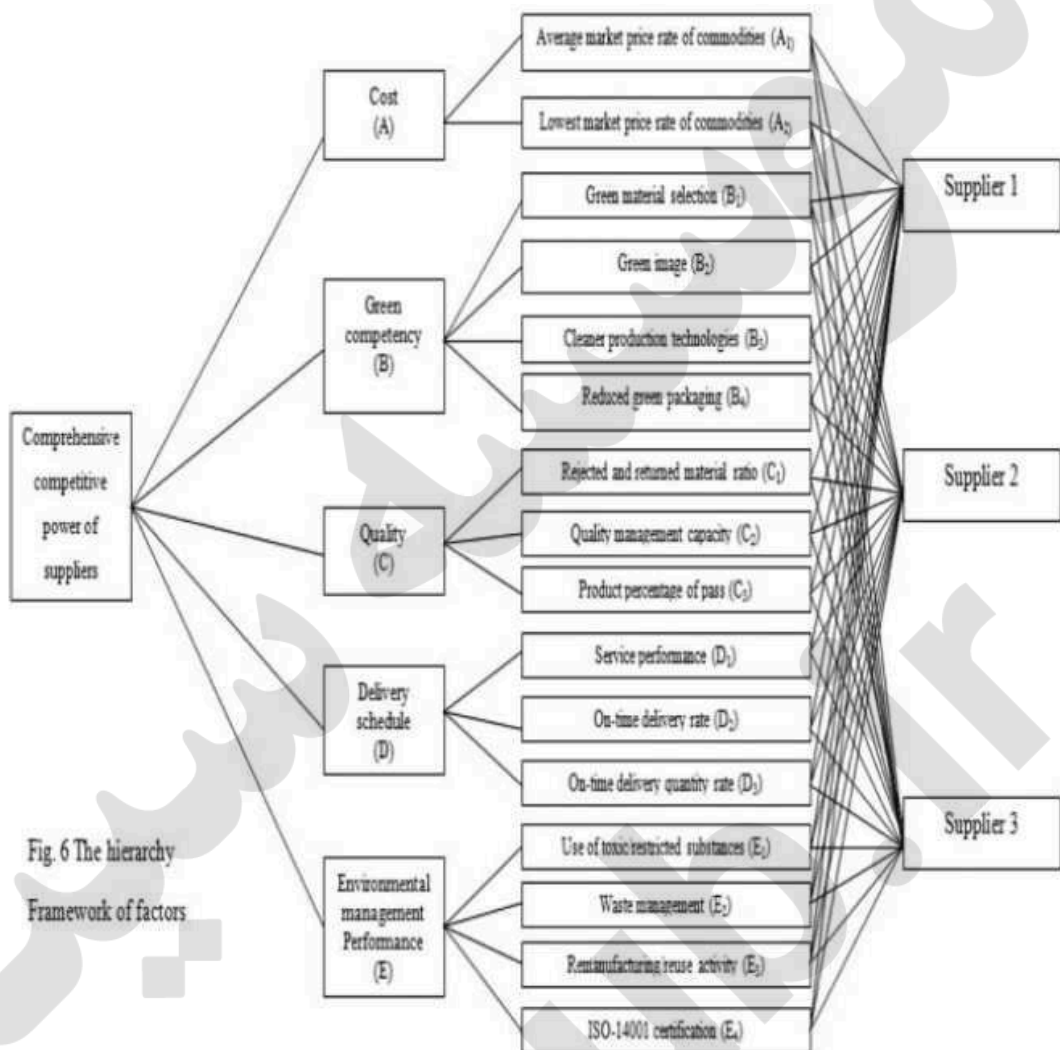 Comprehensive
competitive
power of
suppliers
Cost
(A)
Green
competency
(B)
Quality
(C)
Delivery
schedule
(D)
Environmental
management
Performance
(E)
Average market price rate of commodities (A1)
Lowest market price rate of commodities (A2)
Green material selection (B1)
Green image (B2)
Cleaner production technologies (B3)
Reduced green packaging (B4)
Rejected and returned material ratio (C1)
Quality management capacity (C2)
Product percentage of pass (C3)
Service performance (D1)
On-time delivery rate (D2)
On-time delivery quantity rate (D3)
Use of toxic/restricted substances (E1)
Waste management (E2)
Remanufacturing/reuse activity (E3)
ISO-14001 certification (E4)
Supplier 1
Supplier 2
Supplier 3
Fig. 6 The hierarchy
Framework of factors